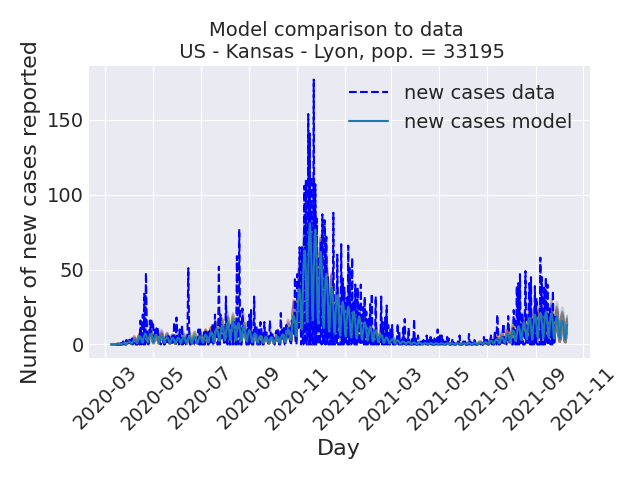 Model comparison to data
US - Kansas - Lyon, pop. = 33195
Number of new cases reported
150
100
50
0
new cases data
new cases model
2020-03
2020-05
2020-07
2020-09
2020-11
2021-01
2021-03
2021-05
2021-07
2021-09
2021-11
Day